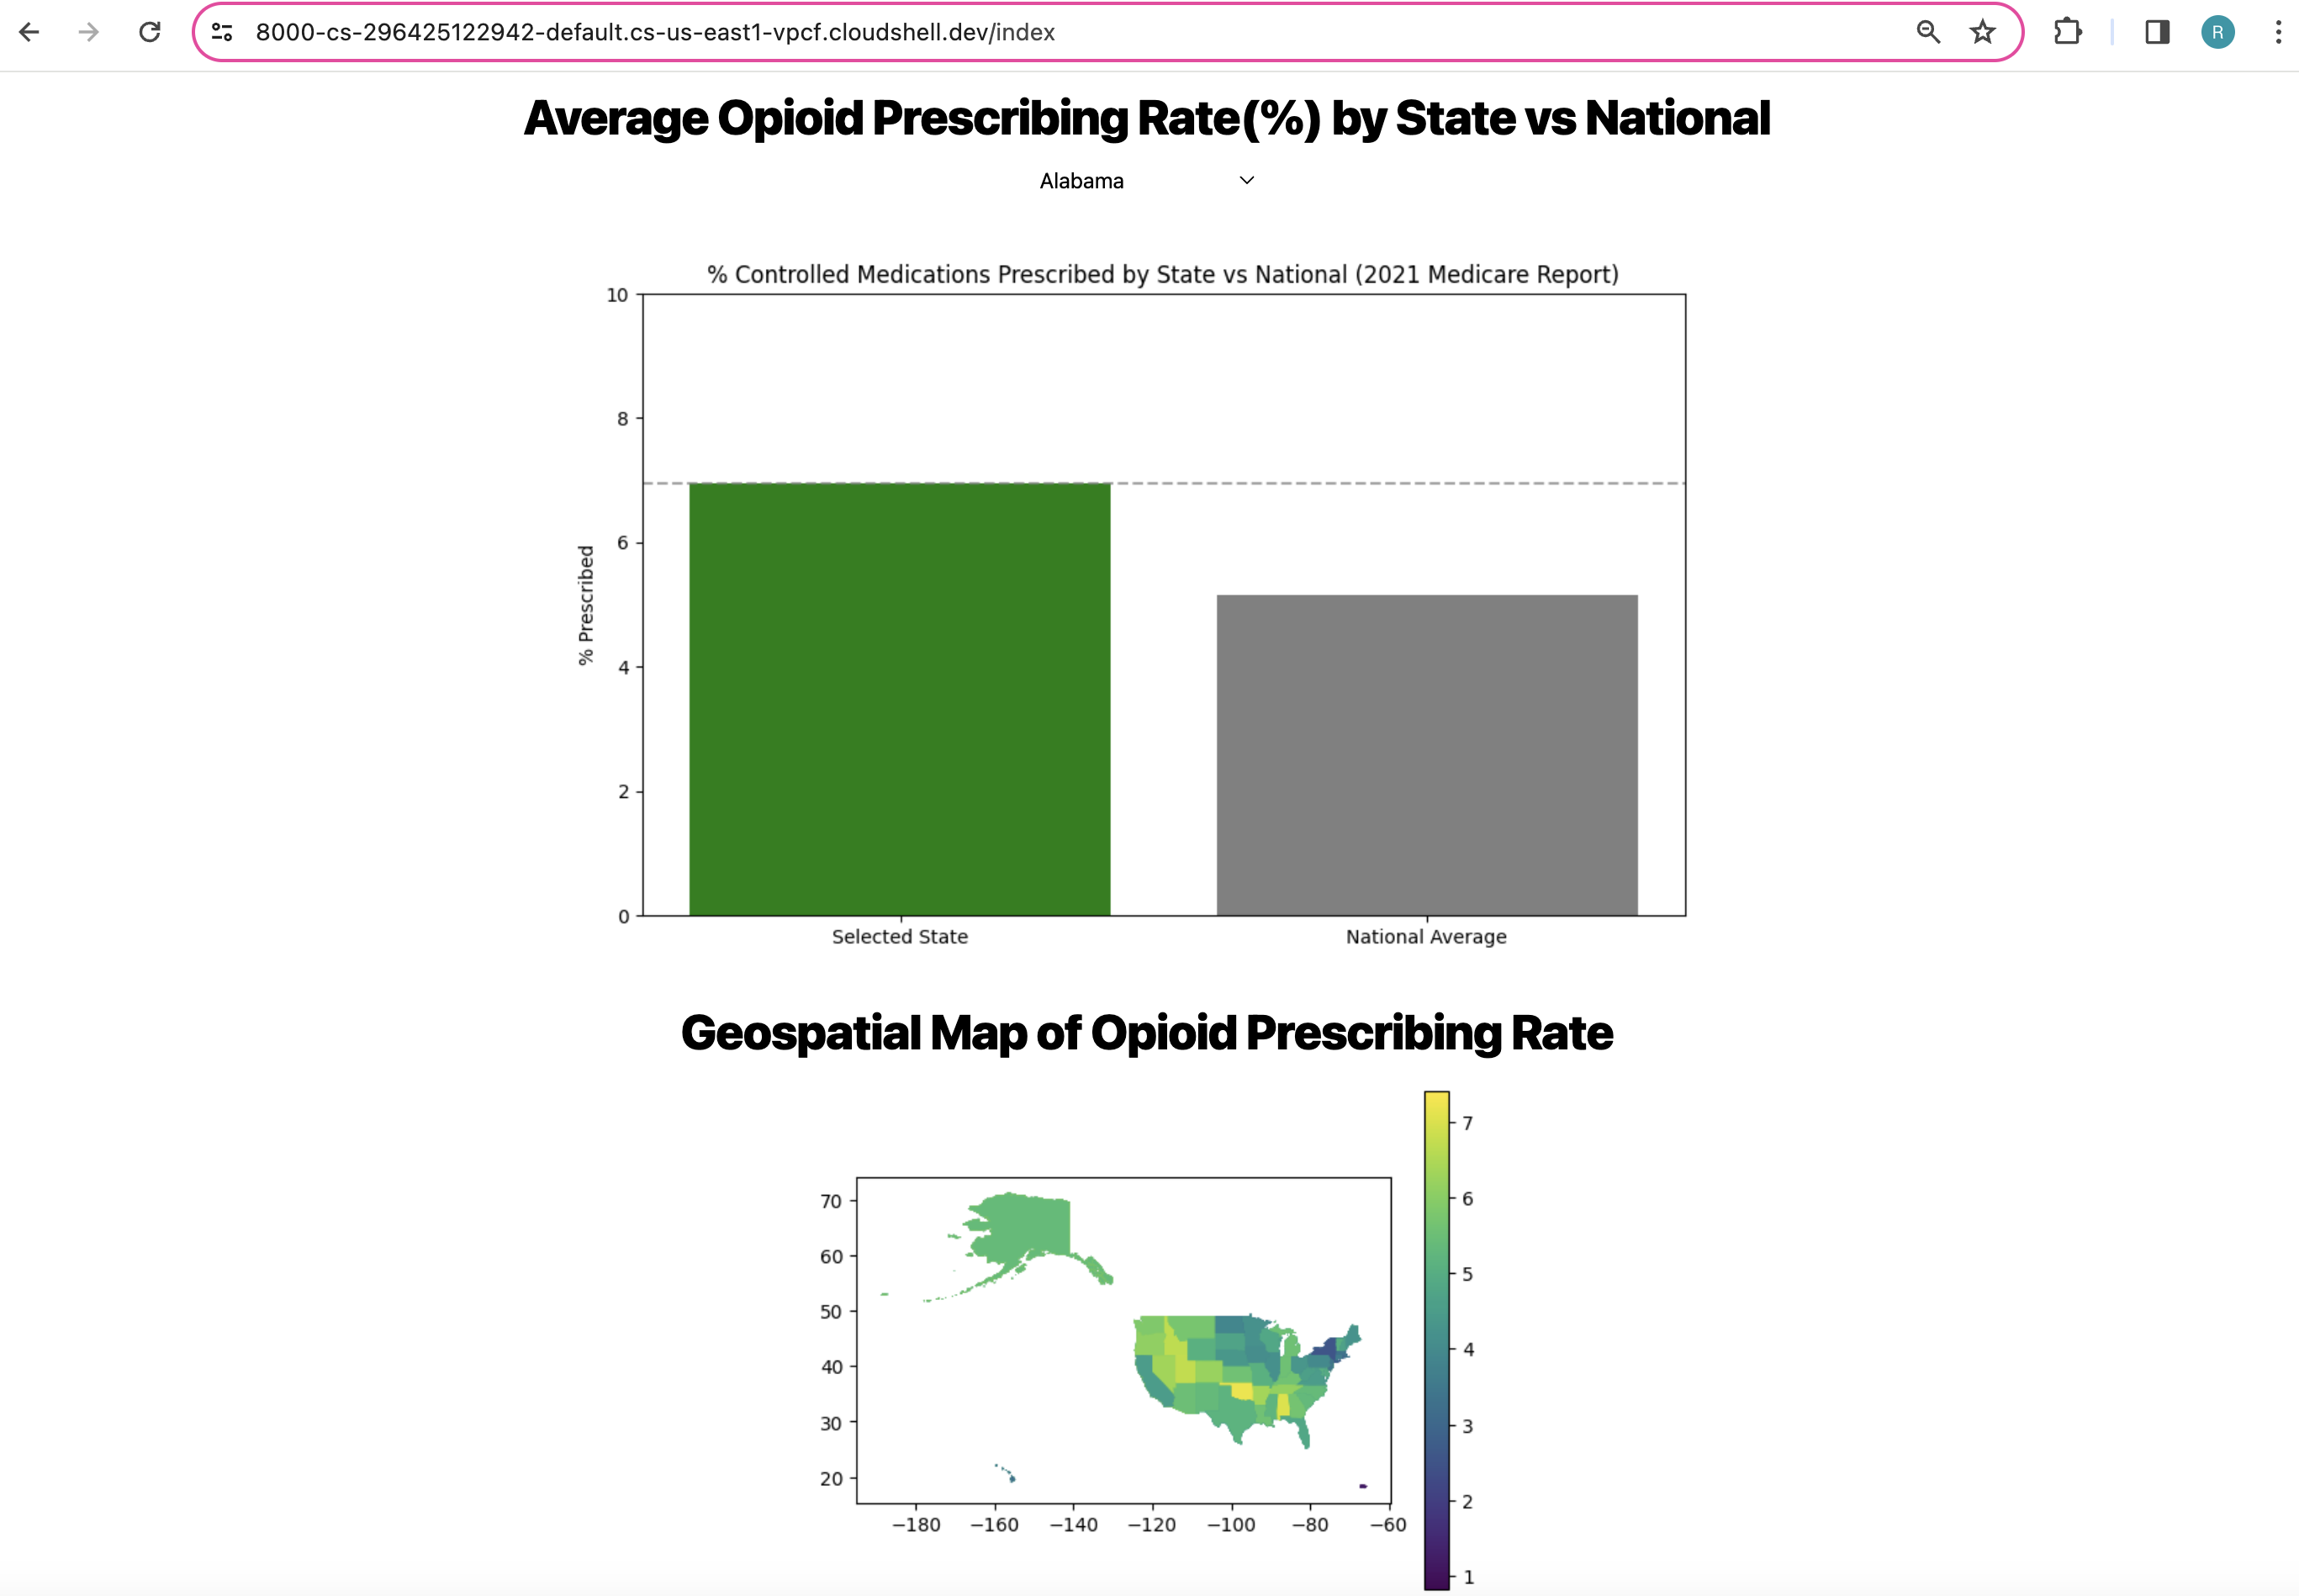 8000-cs-296425122942-default.cs-us-east1-vpcf.cloudshell.dev/index
R
Average Opioid Prescribing Rate(%) by State vs National
Alabama
% Controlled Medications Prescribed by State vs National (2021 Medicare Report)
10
8
6
4
2
0
% Prescribed
Selected State
National Average
Geospatial Map of Opioid Prescribing Rate
70
60
50
40
30
20
−180 −160 −140 −120 −100 −80 −60
7
6
5
4
3
2
1